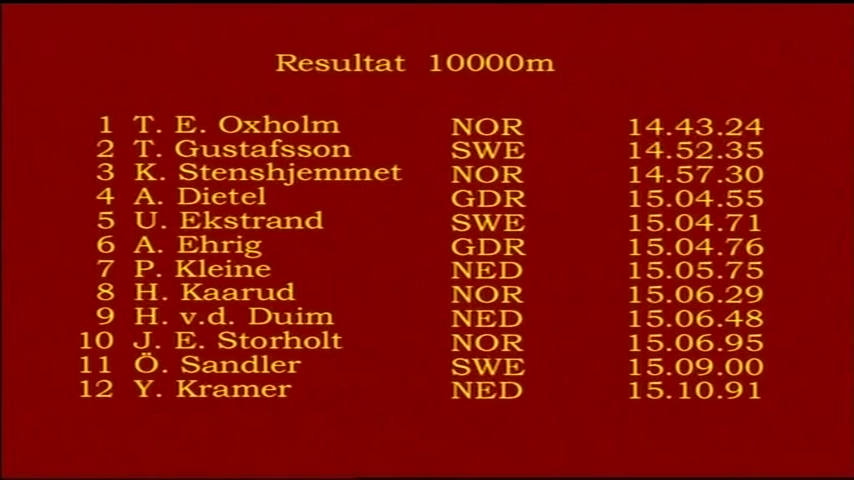 Resultat 10000m
1 T. E. Oxholm NOR 14.43.24
2 T. Gustafsson SWE 14.52.35
3 K. Stenshjemmet NOR 14.57.30
4 A. Dietel GDR 15.04.55
5 U. Ekstrand SWE 15.04.71
6 A. Ehrig GDR 15.04.76
7 P. Kleine NED 15.05.75
8 H. Kaarud NOR 15.06.29
9 H. v.d. Duim NED 15.06.48
10 J. E. Storholt NOR 15.06.95
11 Ö. Sandler SWE 15.09.00
12 Y. Kramer NED 15.10.91